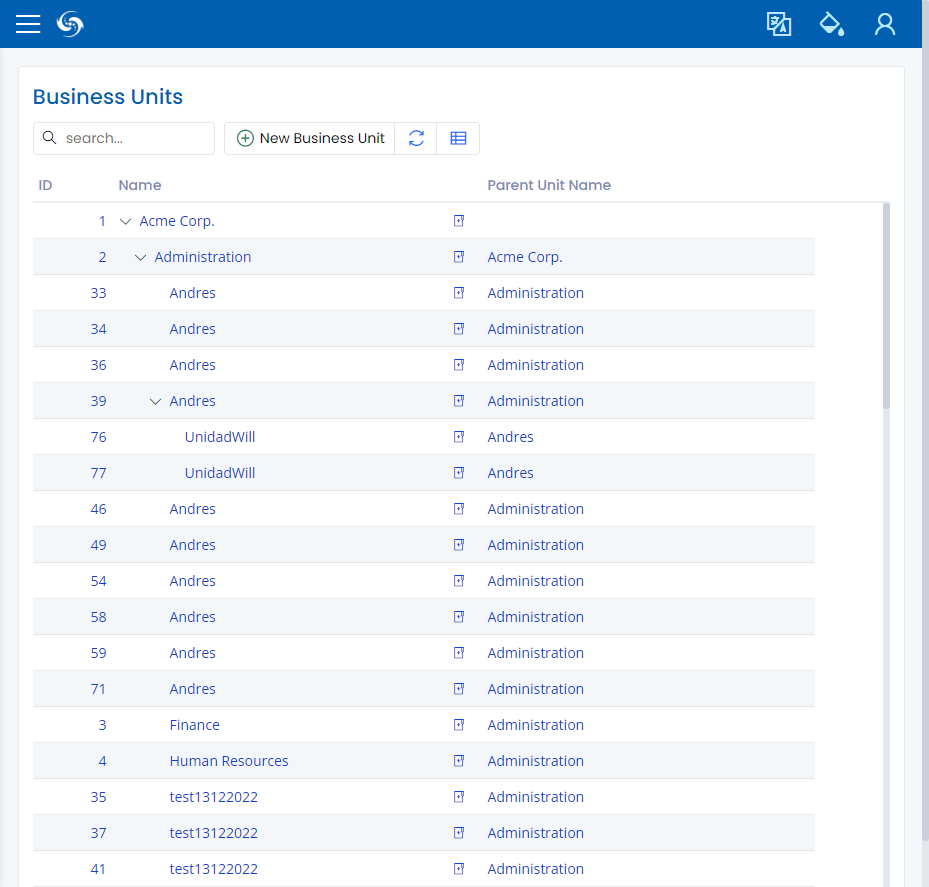 Business Units
search...
New Business Unit
ID Name Parent Unit Name
1 Acme Corp.
2 Administration Acme Corp.
33 Andres Administration
34 Andres Administration
36 Andres Administration
39 Andres Administration
76 UnidadWill Andres
77 UnidadWill Andres
46 Andres Administration
49 Andres Administration
54 Andres Administration
58 Andres Administration
59 Andres Administration
71 Andres Administration
3 Finance Administration
4 Human Resources Administration
35 test13122022 Administration
37 test13122022 Administration
41 test13122022 Administration